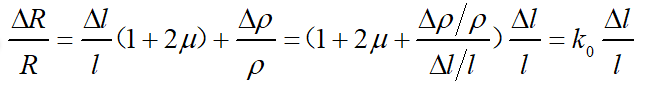 ΔR/R = Δl/l (1 + 2μ) + Δρ/ρ = (1 + 2μ + (Δρ/ρ)/(Δl/l)) Δl/l = k₀ Δl/l